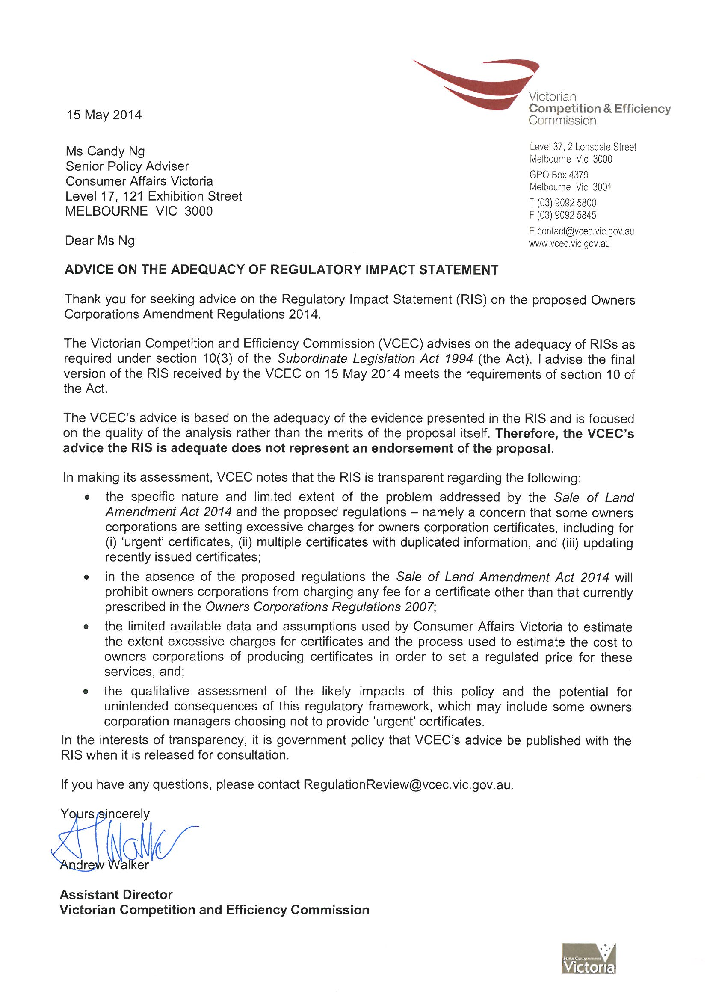 Victorian
Competition & Efficiency
Commission
15 May 2014
Level 37, 2 Lonsdale Street
Melbourne Vic 3000
GPO Box 4379
Melbourne Vic 3001
T (03) 9092 5800
F (03) 9092 5845
E contact@vcec.vic.gov.au
www.vcec.vic.gov.au
Ms Candy Ng
Senior Policy Adviser
Consumer Affairs Victoria
Level 17, 121 Exhibition Street
MELBOURNE VIC 3000
Dear Ms Ng
ADVICE ON THE ADEQUACY OF REGULATORY IMPACT STATEMENT
Thank you for seeking advice on the Regulatory Impact Statement (RIS) on the proposed Owners
Corporations Amendment Regulations 2014.
The Victorian Competition and Efficiency Commission (VCEC) advises on the adequacy of RISs as
required under section 10(3) of the Subordinate Legislation Act 1994 (the Act). I advise the final
version of the RIS received by the VCEC on 15 May 2014 meets the requirements of section 10 of
the Act.
The VCEC's advice is based on the adequacy of the evidence presented in the RIS and is focused
on the quality of the analysis rather than the merits of the proposal itself. Therefore, the VCEC's
advice the RIS is adequate does not represent an endorsement of the proposal.
In making its assessment, VCEC notes that the RIS is transparent regarding the following:
• the specific nature and limited extent of the problem addressed by the Sale of Land
Amendment Act 2014 and the proposed regulations – namely a concern that some owners
corporations are setting excessive charges for owners corporation certificates, including for
(i) 'urgent' certificates, (ii) multiple certificates with duplicated information, and (iii) updating
recently issued certificates;
• in the absence of the proposed regulations the Sale of Land Amendment Act 2014 will
prohibit owners corporations from charging any fee for a certificate other than that currently
prescribed in the Owners Corporations Regulations 2007;
• the limited available data and assumptions used by Consumer Affairs Victoria to estimate
the extent excessive charges for certificates and the process used to estimate the cost to
owners corporations of producing certificates in order to set a regulated price for these
services, and;
• the qualitative assessment of the likely impacts of this policy and the potential for
unintended consequences of this regulatory framework, which may include some owners
corporation managers choosing not to provide 'urgent' certificates.
In the interests of transparency, it is government policy that VCEC's advice be published with the
RIS when it is released for consultation.
If you have any questions, please contact RegulationReview@vcec.vic.gov.au.
Yours sincerely
AJ Walker
Andrew Walker
Assistant Director
Victorian Competition and Efficiency Commission
State Government
Victoria